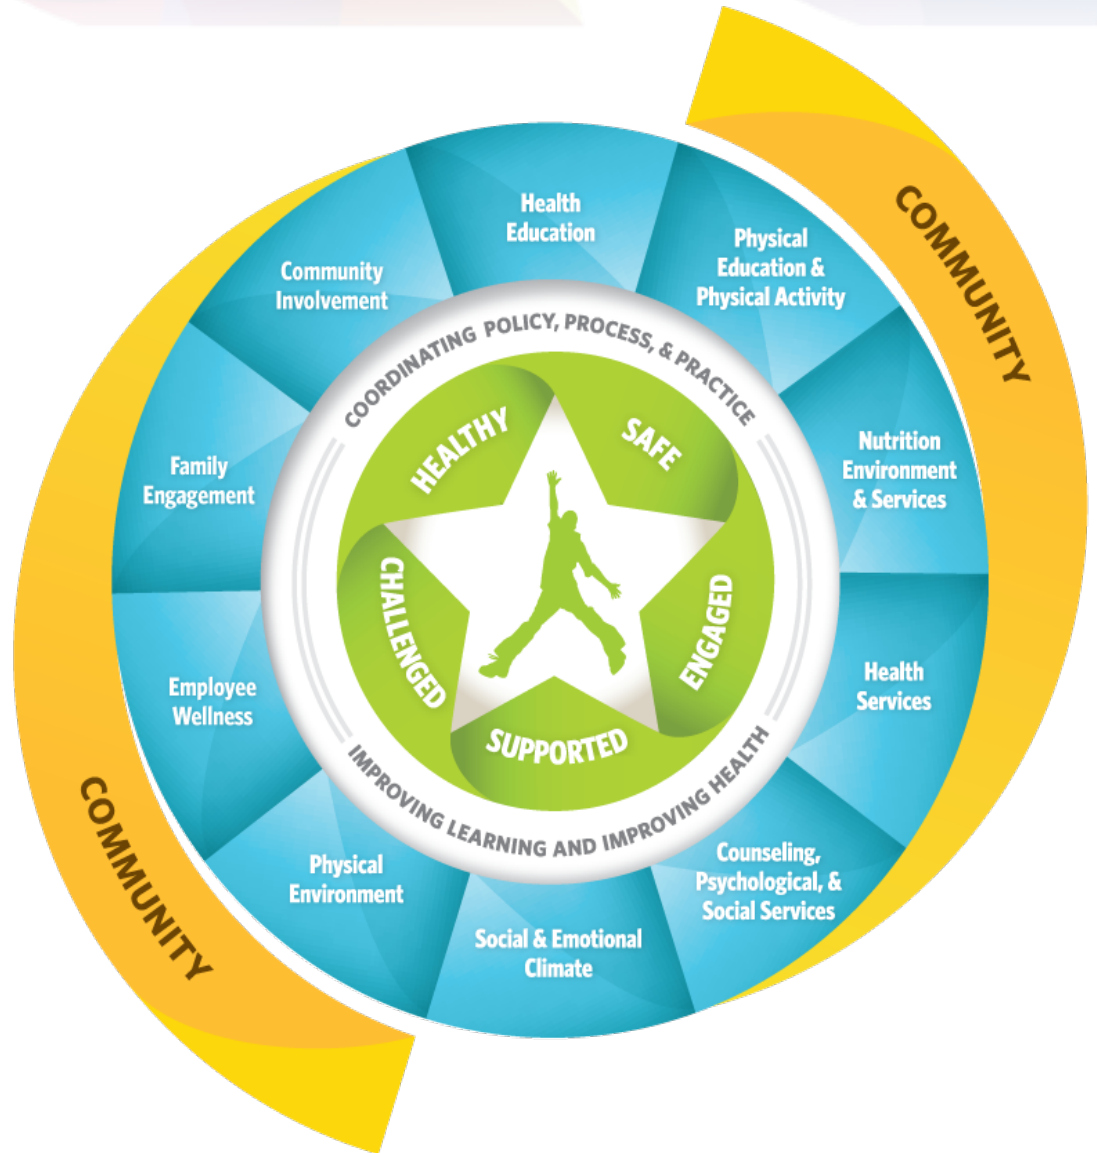 COMMUNITY
Health
Education
Physical
Education &
Physical Activity
Nutrition
Environment
& Services
Health
Services
Counseling,
Psychological, &
Social Services
Social & Emotional
Climate
Physical
Environment
Employee
Wellness
Family
Engagement
Community
Involvement
COORDINATING POLICY, PROCESS, & PRACTICE
IMPROVING LEARNING AND IMPROVING HEALTH
HEALTHY
SAFE
ENGAGED
SUPPORTED
CHALLENGED
COMMUNITY